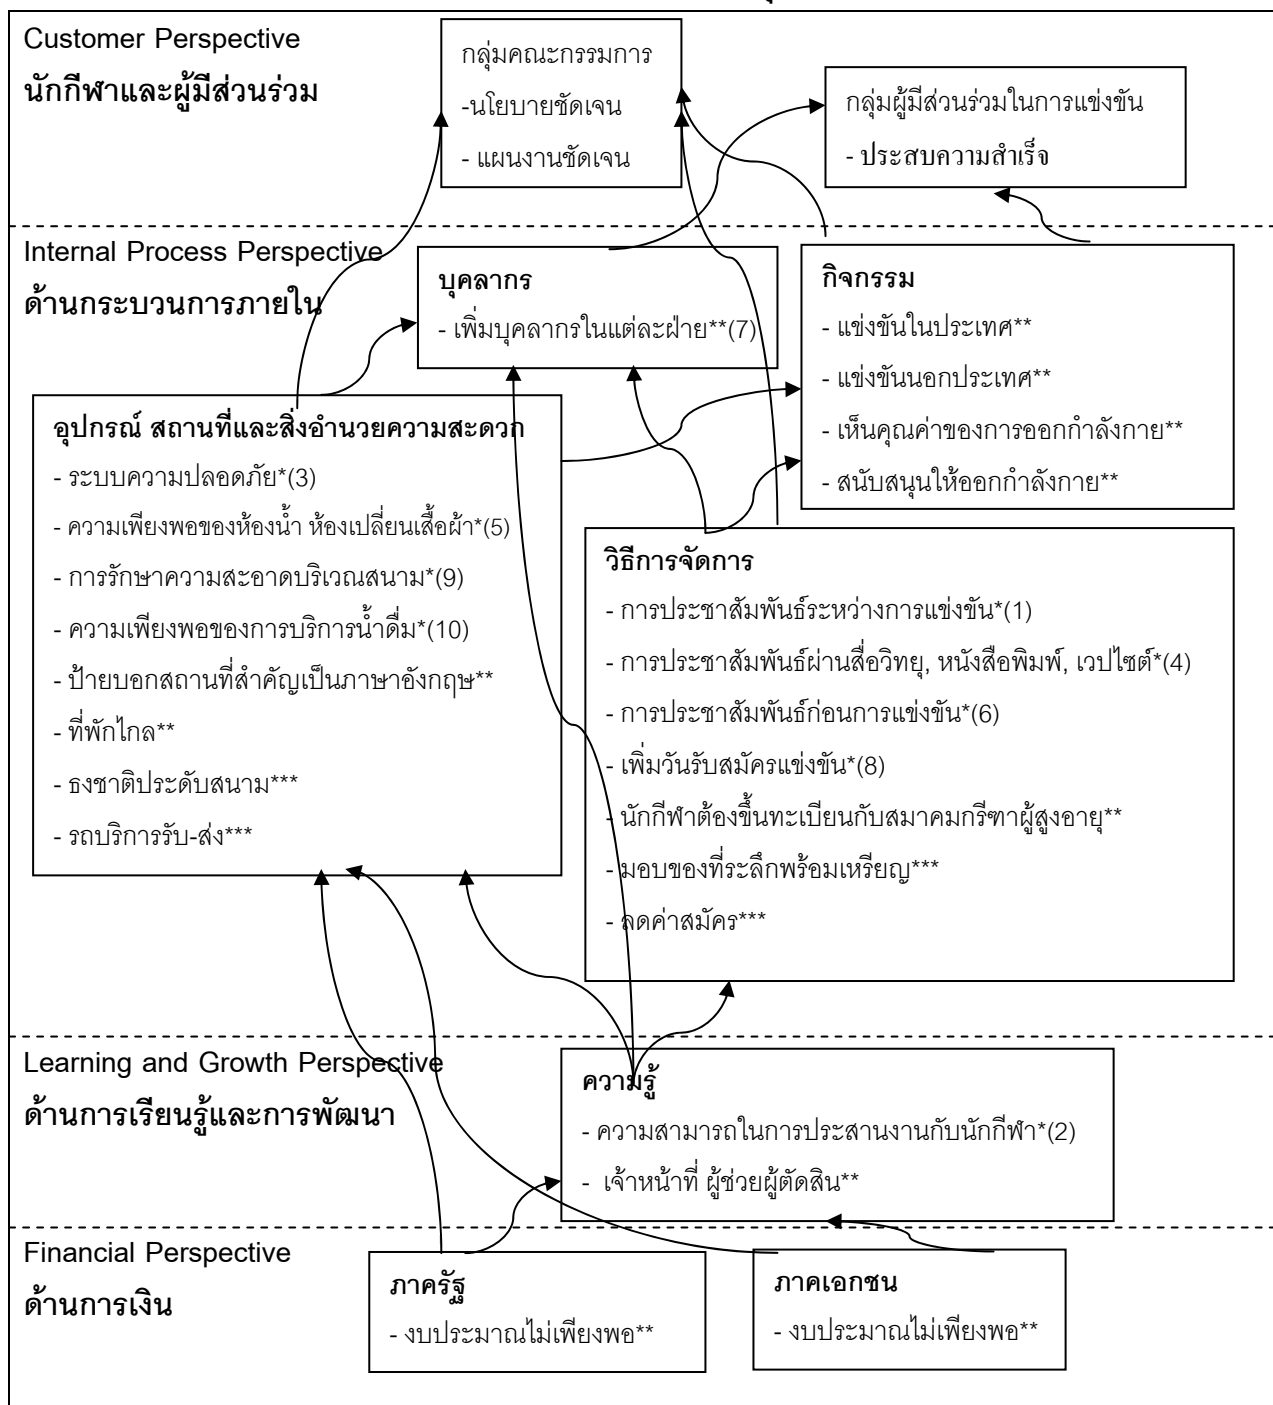 Customer Perspective
นักกีฬาและผู้มีส่วนร่วม
กลุ่มคณะกรรมการ
-นโยบายชัดเจน
- แผนงานชัดเจน
กลุ่มผู้มีส่วนร่วมในการแข่งขัน
- ประสบความสำเร็จ
Internal Process Perspective
ด้านกระบวนการภายใน
บุคลากร
- เพิ่มบุคลากรในแต่ละฝ่าย**(7)
กิจกรรม
- แข่งขันในประเทศ**
- แข่งขันนอกประเทศ**
- เห็นคุณค่าของการออกกำลังกาย**
- สนับสนุนให้ออกกำลังกาย**
อุปกรณ์ สถานที่และสิ่งอำนวยความสะดวก
- ระบบความปลอดภัย*(3)
- ความเพียงพอของห้องน้ำ ห้องเปลี่ยนเสื้อผ้า*(5)
- การรักษาความสะอาดบริเวณสนาม*(9)
- ความเพียงพอของการบริการน้ำดื่ม*(10)
- ป้ายบอกสถานที่สำคัญเป็นภาษาอังกฤษ**
- ที่พักไกล**
- ธงชาติประดับสนาม***
- รถบริการรับ-ส่ง***
วิธีการจัดการ
- การประชาสัมพันธ์ระหว่างการแข่งขัน*(1)
- การประชาสัมพันธ์ผ่านสื่อวิทยุ, หนังสือพิมพ์, เวปไซต์*(4)
- การประชาสัมพันธ์ก่อนการแข่งขัน*(6)
- เพิ่มวันรับสมัครแข่งขัน*(8)
- นักกีฬาต้องขึ้นทะเบียนกับสมาคมกรีฑาผู้สูงอายุ**
- มอบของที่ระลึกพร้อมเหรียญ***
- ลดค่าสมัคร***
Learning and Growth Perspective
ด้านการเรียนรู้และการพัฒนา
ความรู้
- ความสามารถในการประสานงานกับนักกีฬา*(2)
- เจ้าหน้าที่ ผู้ช่วยผู้ตัดสิน**
Financial Perspective
ด้านการเงิน
ภาครัฐ
- งบประมาณไม่เพียงพอ**
ภาคเอกชน
- งบประมาณไม่เพียงพอ**